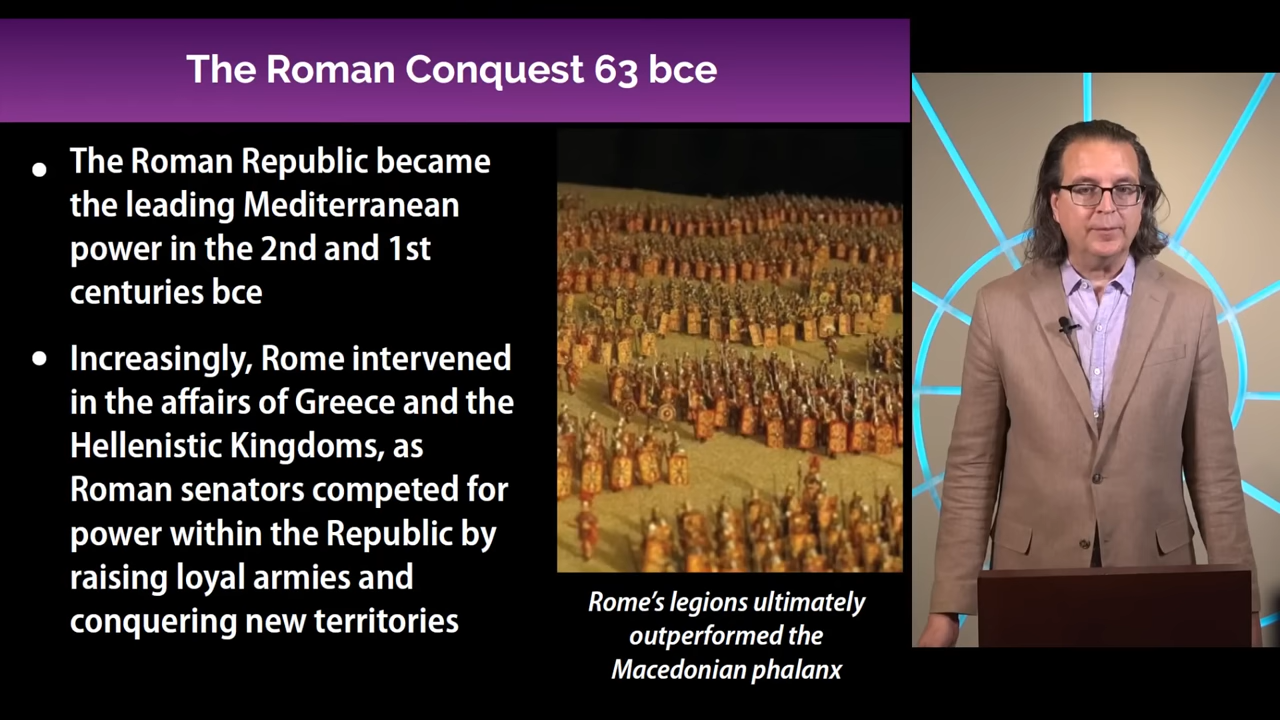 The Roman Conquest 63 bce
• The Roman Republic became
the leading Mediterranean
power in the 2nd and 1st
centuries bce
• Increasingly, Rome intervened
in the affairs of Greece and the
Hellenistic Kingdoms, as
Roman senators competed for
power within the Republic by
raising loyal armies and
conquering new territories
Rome’s legions ultimately
outperformed the
Macedonian phalanx